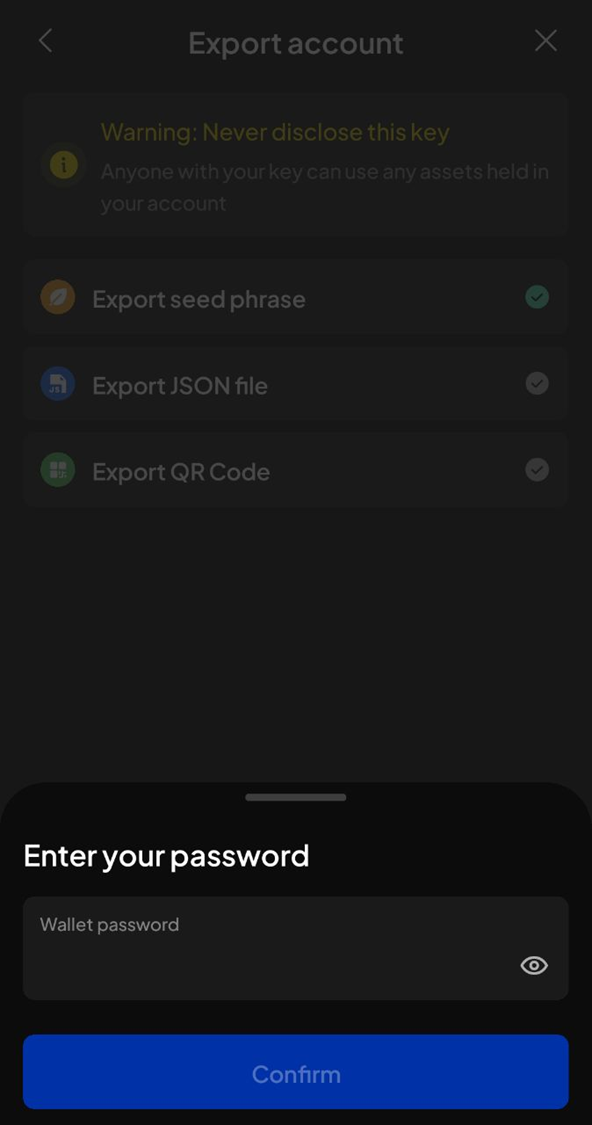 Export account
Warning: Never disclose this key
Anyone with your key can use any assets held in
your account
Export seed phrase
Export JSON file
Export QR Code
Enter your password
Wallet password
Confirm